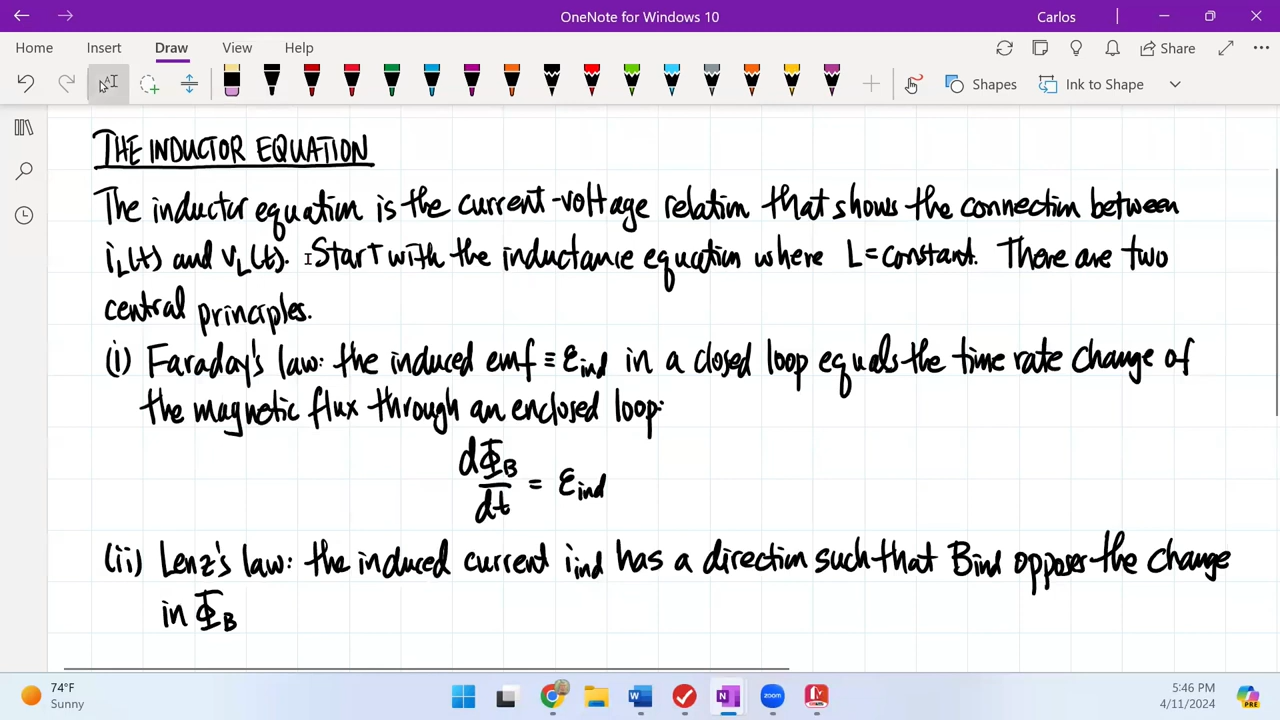 OneNote for Windows 10
Carlos
Home
Insert
Draw
View
Help
Share
Shapes
Ink to Shape
THE INDUCTOR EQUATION
The inductor equation is the current-voltage relation that shows the connection between
iL(t) and vL(t). Start with the inductance equation where L=constant. There are two
central principles.
(i) Faraday's law: the induced emf ≡ εind in a closed loop equals the time rate change of
the magnetic flux through an enclosed loop:
dΦB/dt = εind
(ii) Lenz's law: the induced current iind has a direction such that Bind opposes the change
in ΦB
74°F
Sunny
5:46 PM
4/11/2024